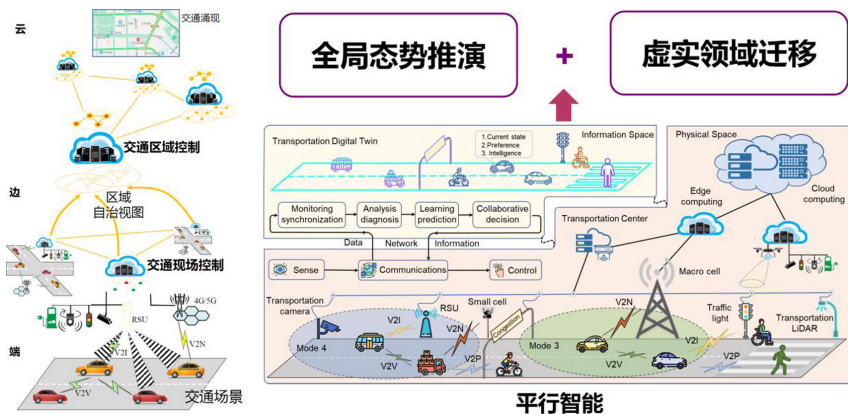 云
交通涌现
交通区域控制
边
区域
自治视图
交通现场控制
4G/5G
RSU
V2I
V2N
端
V2V
V2V
交通场景
全局态势推演
+
虚实领域迁移
Transportation Digital Twin
1.Current state
2.Preference
3. Intelligence
Information Space
Monitoring
synchronization
Analysis
diagnosis
Learning
prediction
Collaborative
decision
Data
Network
Information
Sense
Communications
Control
Physical Space
Transportation Center
Edge
computing
Cloud
computing
Macro cell
Transportation
camera
V2I
RSU
Small cell
V2N
Congestion
V2N
Traffic
light
Transportation
LiDAR
Mode 4
V2V
V2P
Mode 3
V2V
V2I
V2P
平行智能